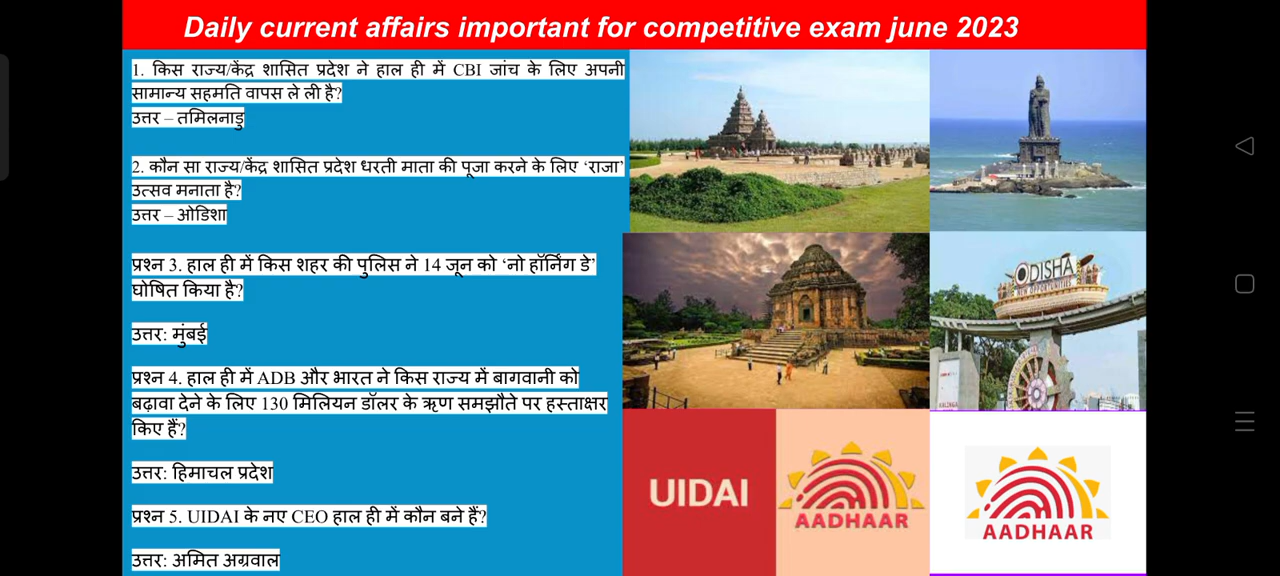 Daily current affairs important for competitive exam june 2023
1. किस राज्य/केंद्र शासित प्रदेश ने हाल ही में CBI जांच के लिए अपनी
सामान्य सहमति वापस ले ली है?
उत्तर – तमिलनाडु
2. कौन सा राज्य/केंद्र शासित प्रदेश धरती माता की पूजा करने के लिए ‘राजा’
उत्सव मनाता है?
उत्तर – ओडिशा
प्रश्न 3. हाल ही में किस शहर की पुलिस ने 14 जून को ‘नो हॉर्निंग डे’
घोषित किया है?
उत्तर: मुंबई
प्रश्न 4. हाल ही में ADB और भारत ने किस राज्य में बागवानी को
बढ़ावा देने के लिए 130 मिलियन डॉलर के ऋण समझौते पर हस्ताक्षर
किए हैं?
उत्तर: हिमाचल प्रदेश
प्रश्न 5. UIDAI के नए CEO हाल ही में कौन बने हैं?
उत्तर: अमित अग्रवाल
ODISHA
NEW OPPORTUNITIES
UIDAI
AADHAAR
AADHAAR